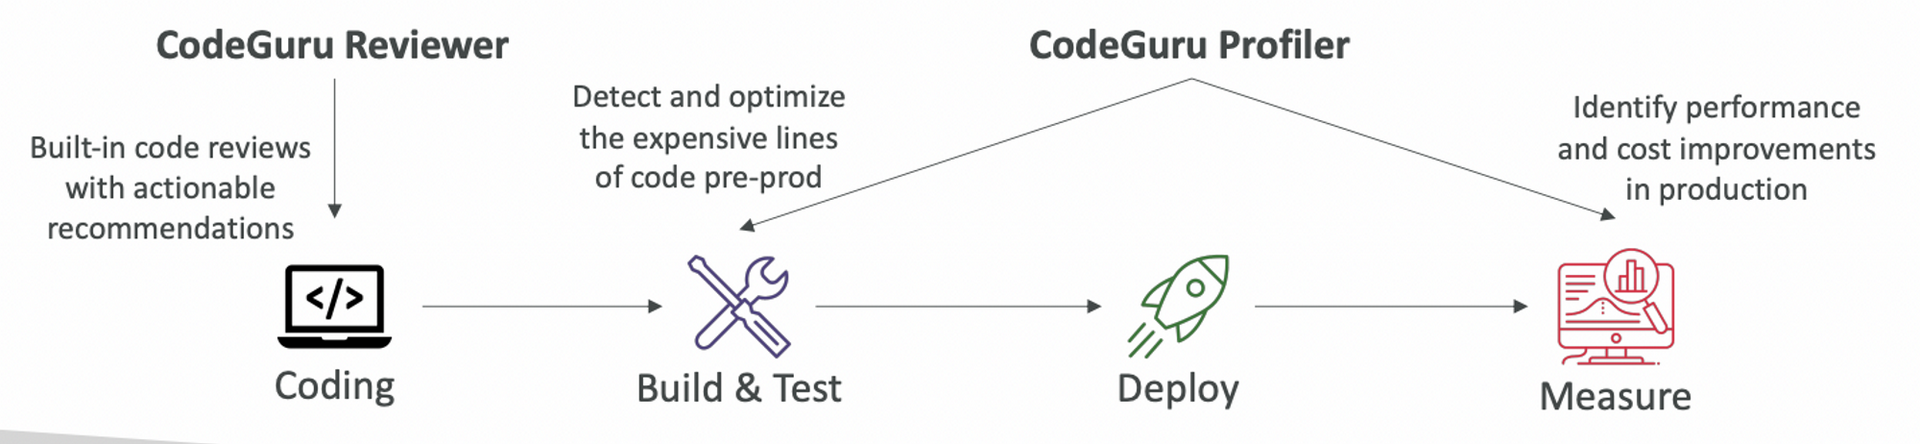 CodeGuru Reviewer
Built-in code reviews
with actionable
recommendations
Detect and optimize
the expensive lines
of code pre-prod
CodeGuru Profiler
Identify performance
and cost improvements
in production
</>
Coding
Build & Test
Deploy
Measure